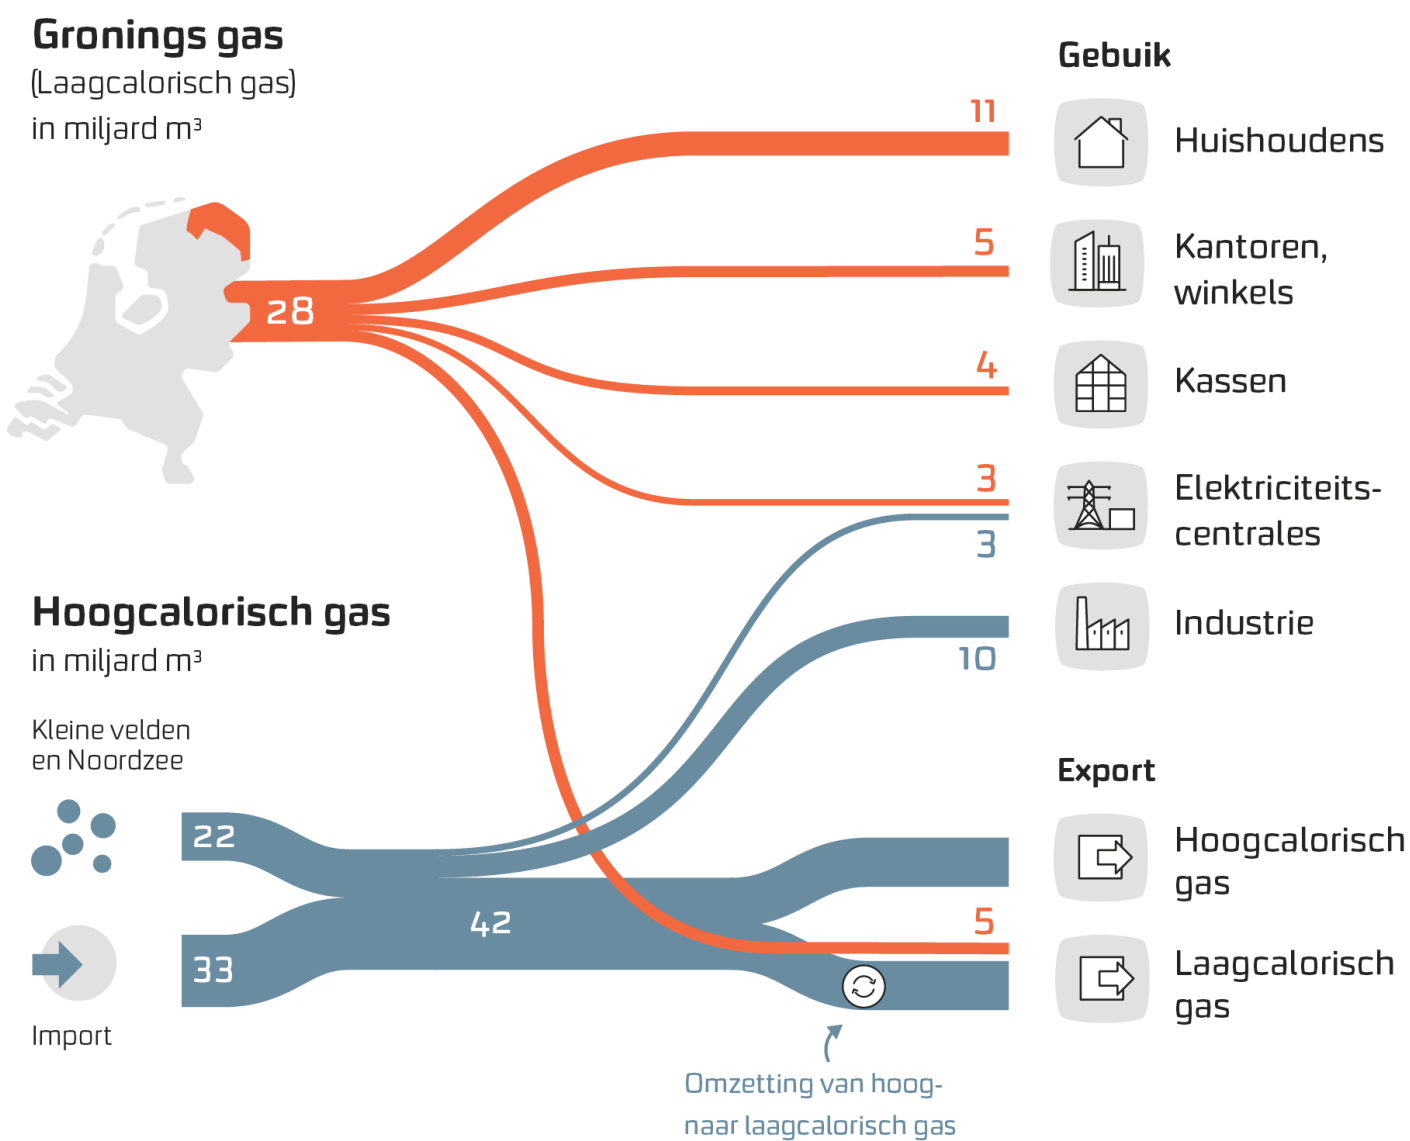 Gronings gas
(Laagcalorisch gas)
in miljard m³
28
11
5
4
3
3
10
Gebuik
Huishoudens
Kantoren,
winkels
Kassen
Elektriciteits-
centrales
Industrie
Hoogcalorisch gas
in miljard m³
Kleine velden
en Noordzee
22
33
Import
42
5
Export
Hoogcalorisch
gas
Laagcalorisch
gas
Omzetting van hoog-
naar laagcalorisch gas